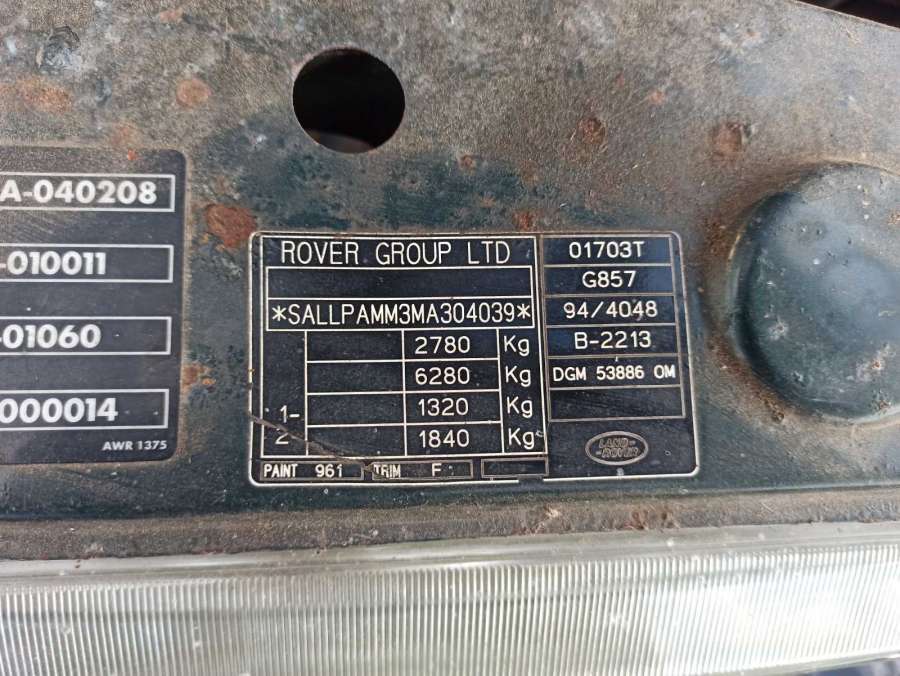 A-040208
-010011
-01060
000014
AWR 1375
ROVER GROUP LTD
*SALLPAMM3MA304039*
2780 Kg
6280 Kg
1- 1320 Kg
2 1840 Kg
PAINT 961 TRIM F
01703T
G857
94/4048
B-2213
DGM 53886 OM
LAND-
-ROVER